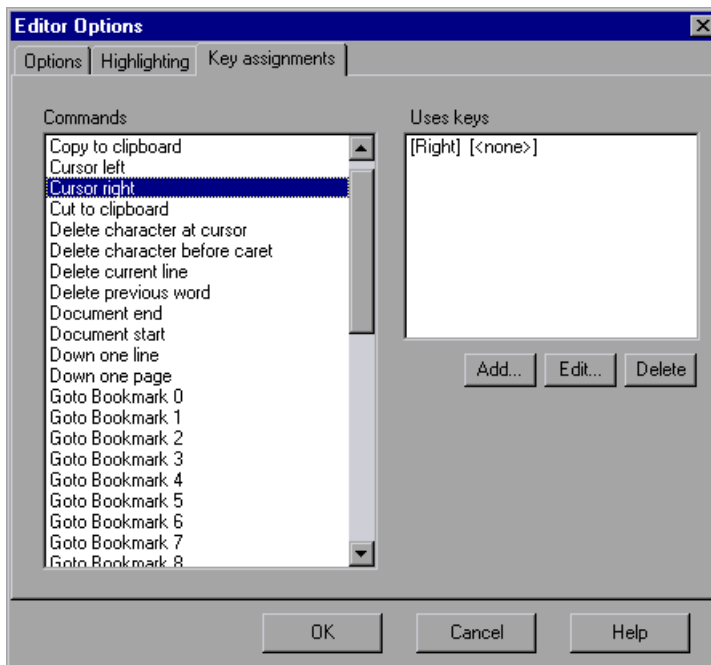 Editor Options
Options Highlighting Key assignments
Commands
Copy to clipboard
Cursor left
Cursor right
Cut to clipboard
Delete character at cursor
Delete character before caret
Delete current line
Delete previous word
Document end
Document start
Down one line
Down one page
Goto Bookmark 0
Goto Bookmark 1
Goto Bookmark 2
Goto Bookmark 3
Goto Bookmark 4
Goto Bookmark 5
Goto Bookmark 6
Goto Bookmark 7
Goto Bookmark 8
Uses keys
[Right] [<none>]
Add... Edit... Delete
OK Cancel Help